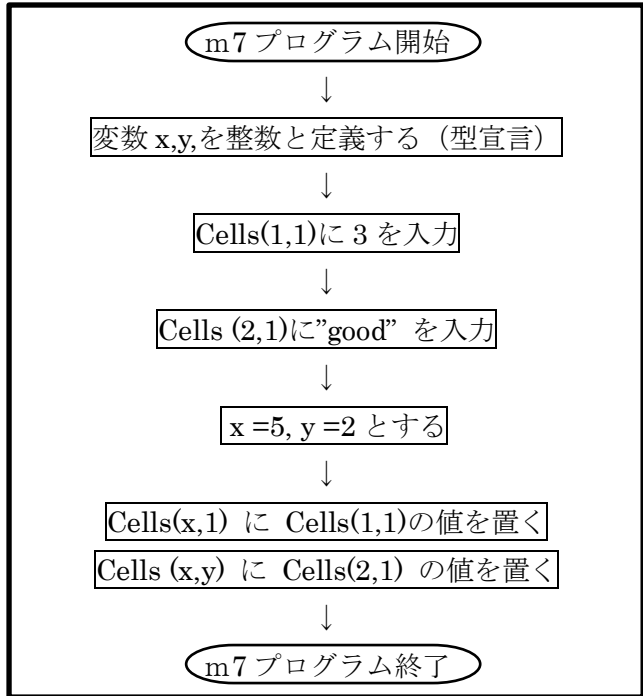 ｍ7 プログラム開始
↓
変数 x,y,を整数と定義する（型宣言）
↓
Cells(1,1)に 3 を入力
↓
Cells (2,1)に”good” を入力
↓
x =5, y =2 とする
↓
Cells(x,1) に Cells(1,1)の値を置く
Cells (x,y) に Cells(2,1) の値を置く
↓
ｍ7 プログラム終了